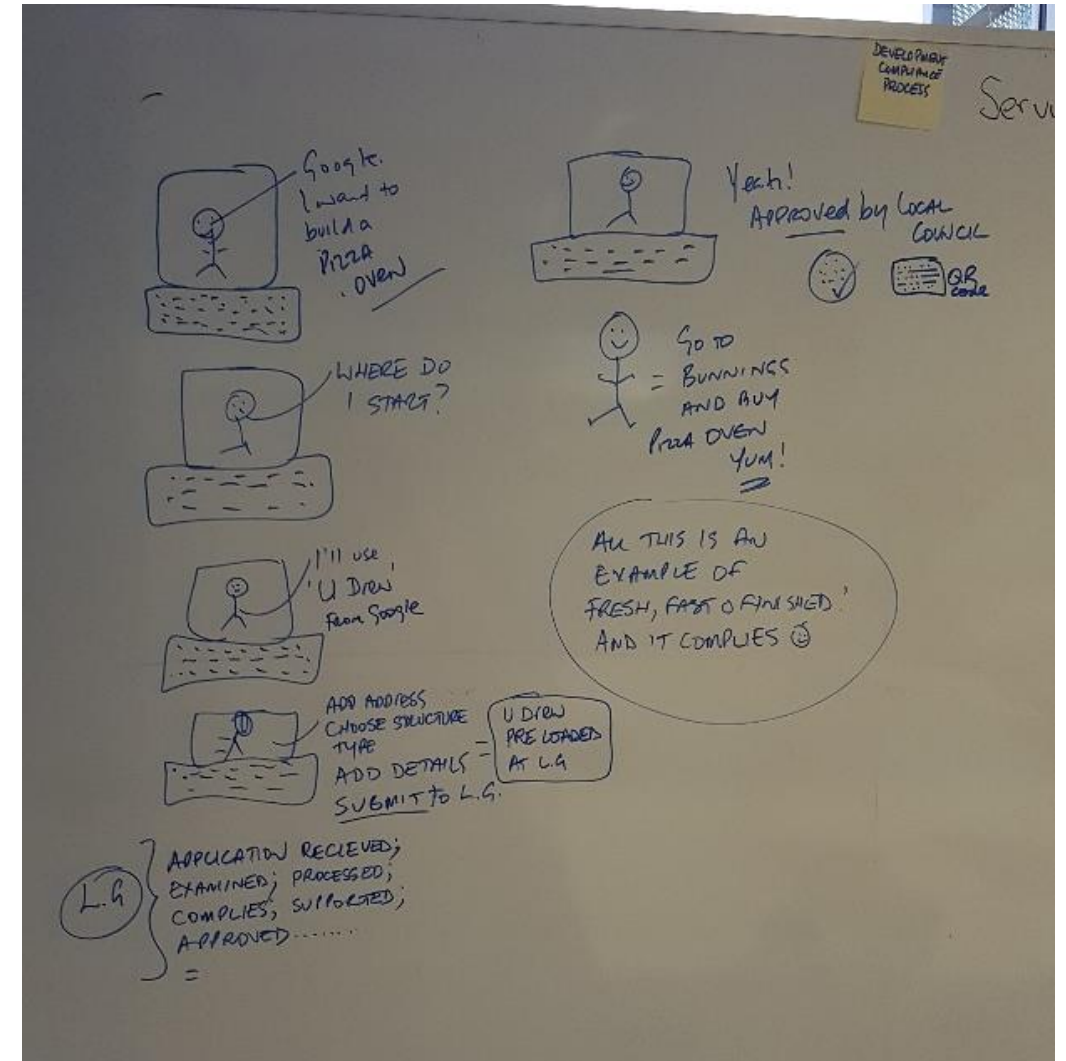 DEVELOPMENT
COMPLIANCE
PROCESS
Serv
Google.
I want to
build a
PIZZA
OVEN
WHERE DO
I START?
I'll use
'U Drew'
From Google
ADD ADDRESS
CHOOSE STRUCTURE
TYPE
ADD DETAILS =
SUBMIT to L.G.
U DREW
PRE LOADED
AT L.G
L.G
APPLICATION RECIEVED;
EXAMINED; PROCESSED;
COMPLIES; SUPPORTED;
APPROVED........
=
Yeah!
APPROVED by LOCAL
COUNCIL
QR
code
= GO TO
BUNNINGS
AND BUY
PIZZA OVEN
YUM!
ALL THIS IS AN
EXAMPLE OF
FRESH, FAST & FINISHED!
AND IT COMPLIES